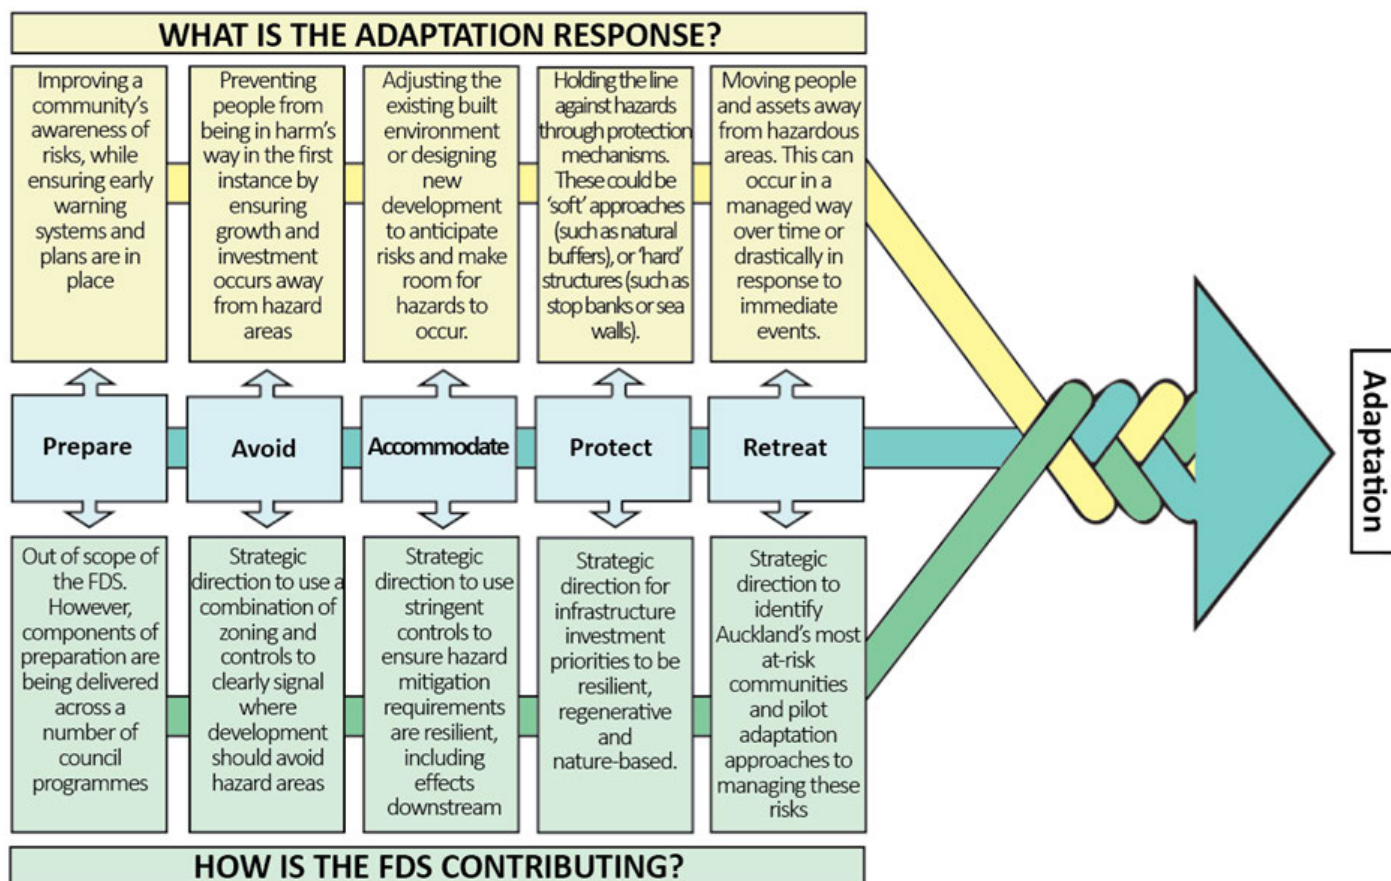 WHAT IS THE ADAPTATION RESPONSE?
Improving a
community's
awareness of
risks, while
ensuring early
warning
systems and
plans are in
place
Preventing
people from
being in harm's
way in the first
instance by
ensuring
growth and
investment
occurs away
from hazard
areas
Adjusting the
existing built
environment
or designing
new
development
to anticipate
risks and make
room for
hazards to
occur.
Holding the line
against hazards
through protection
mechanisms.
These could be
'soft' approaches
(such as natural
buffers), or 'hard'
structures (such as
stop banks or sea
walls).
Moving people
and assets away
from hazardous
areas. This can
occur in a
managed way
over time or
drastically in
response to
immediate
events.
Prepare
Avoid
Accommodate
Protect
Retreat
Adaptation
Out of scope of
the FDS.
However,
components of
preparation are
being delivered
across a
number of
council
programmes
Strategic
direction to use a
combination of
zoning and
controls to
clearly signal
where
development
should avoid
hazard areas
Strategic
direction to use
stringent
controls to
ensure hazard
mitigation
requirements
are resilient,
including
effects
downstream
Strategic
direction for
infrastructure
investment
priorities to be
resilient,
regenerative
and
nature-based.
Strategic
direction to
identify
Auckland's most
at-risk
communities
and pilot
adaptation
approaches to
managing these
risks
HOW IS THE FDS CONTRIBUTING?